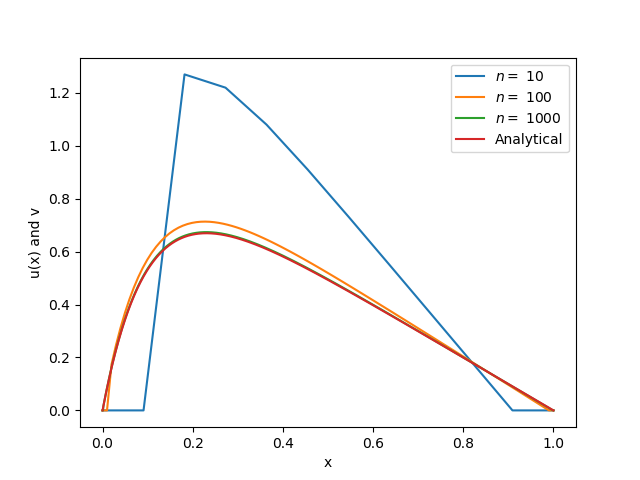 n = 10
n = 100
n = 1000
Analytical
u(x) and v
1.2
1.0
0.8
0.6
0.4
0.2
0.0
0.0 0.2 0.4 0.6 0.8 1.0
x